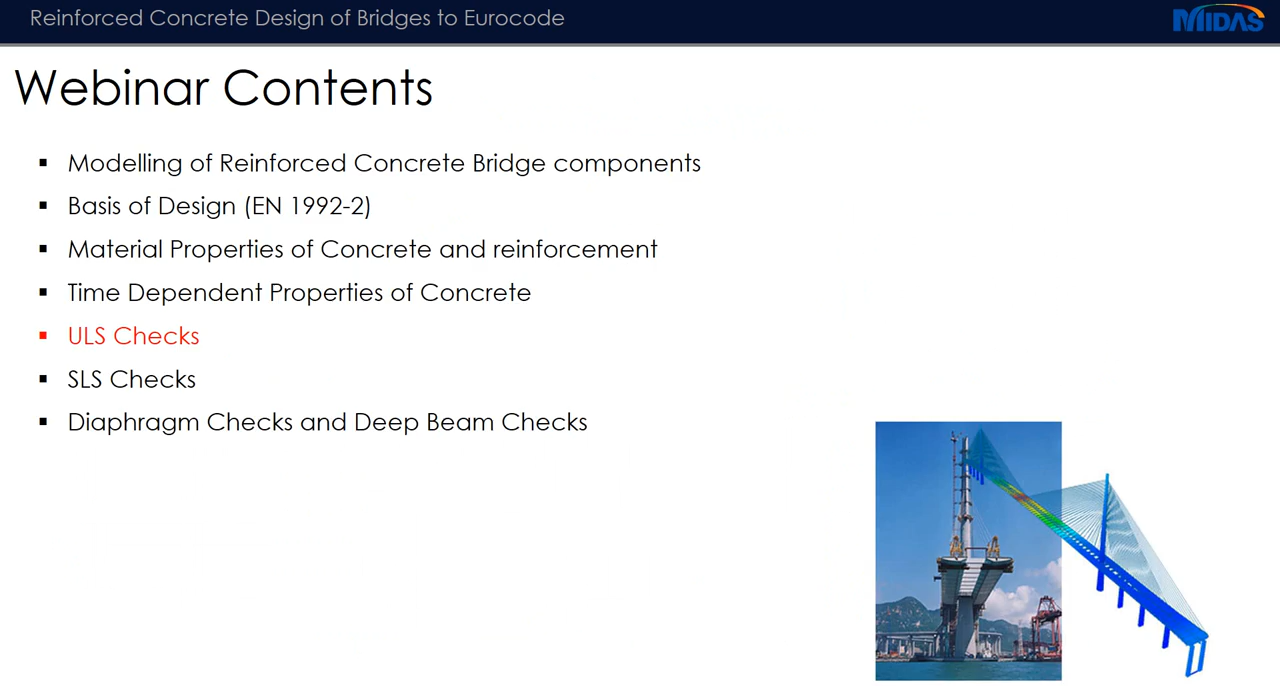 Reinforced Concrete Design of Bridges to Eurocode
MIDAS
Webinar Contents
▪ Modelling of Reinforced Concrete Bridge components
▪ Basis of Design (EN 1992-2)
▪ Material Properties of Concrete and reinforcement
▪ Time Dependent Properties of Concrete
▪ ULS Checks
▪ SLS Checks
▪ Diaphragm Checks and Deep Beam Checks